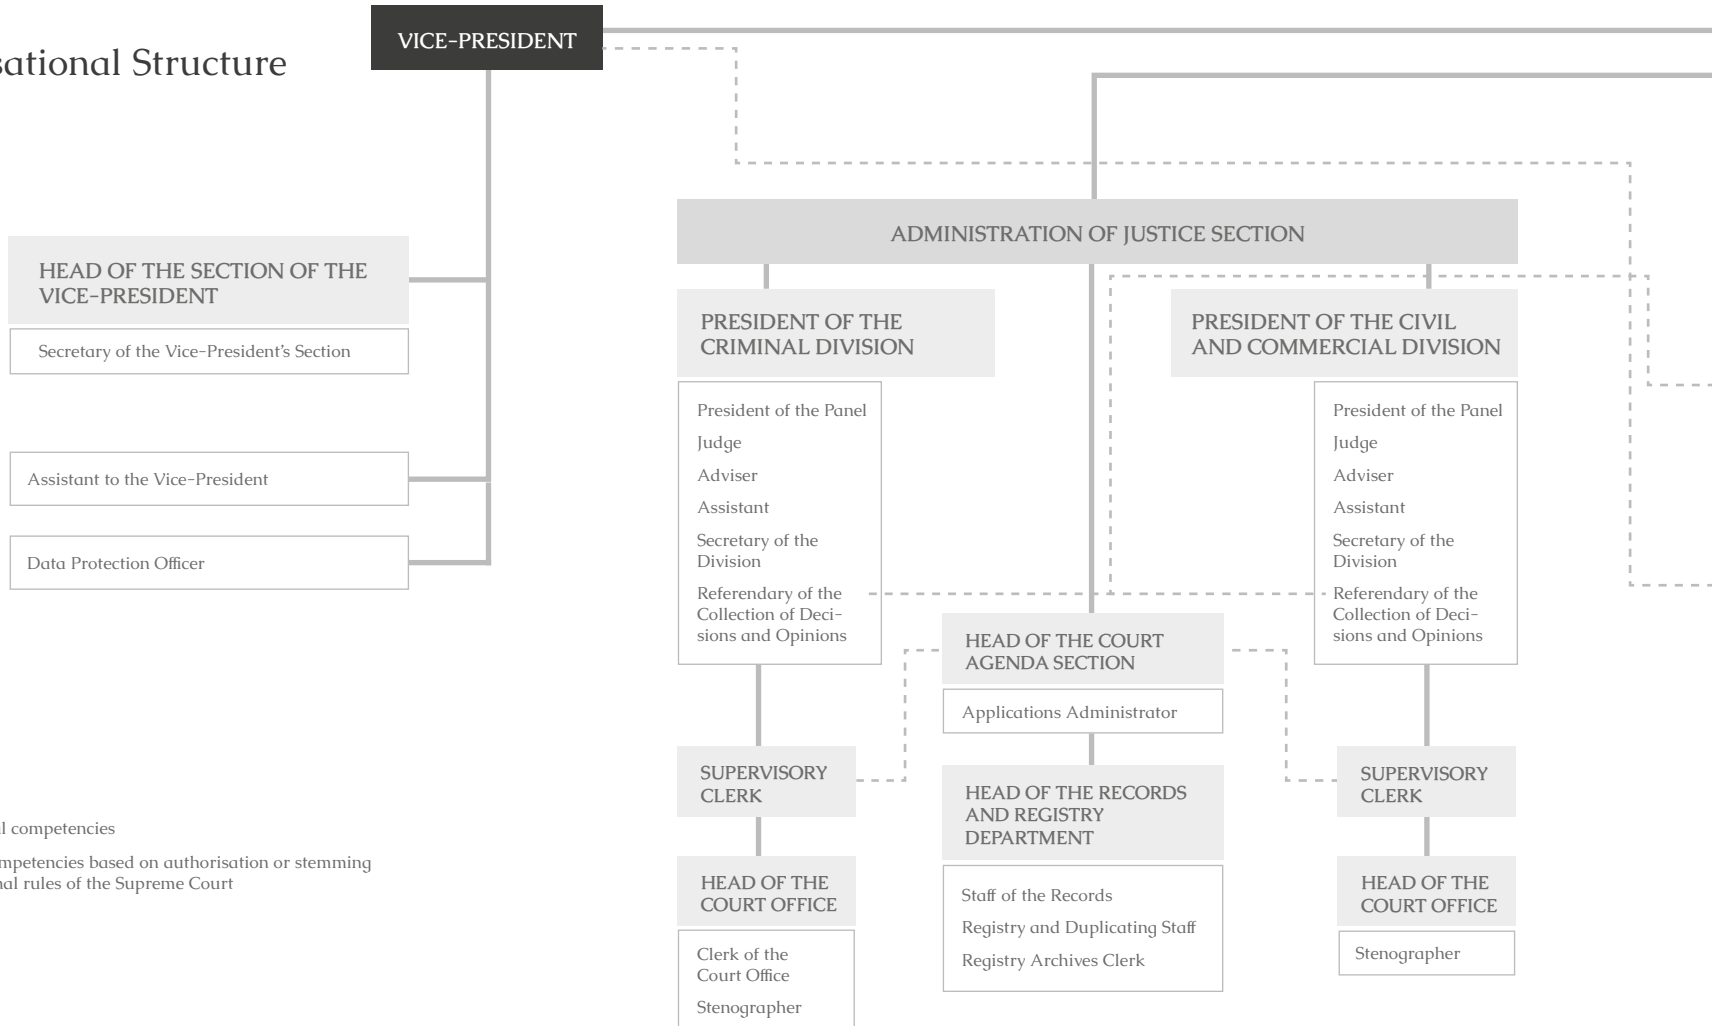 VICE-PRESIDENT
sational Structure
ADMINISTRATION OF JUSTICE SECTION
HEAD OF THE SECTION OF THE
VICE-PRESIDENT
Secretary of the Vice-President's Section
Assistant to the Vice-President
Data Protection Officer
PRESIDENT OF THE
CRIMINAL DIVISION
President of the Panel
Judge
Adviser
Assistant
Secretary of the
Division
Referendary of the
Collection of Deci-
sions and Opinions
SUPERVISORY
CLERK
HEAD OF THE
COURT OFFICE
Clerk of the
Court Office
Stenographer
HEAD OF THE COURT
AGENDA SECTION
Applications Administrator
HEAD OF THE RECORDS
AND REGISTRY
DEPARTMENT
Staff of the Records
Registry and Duplicating Staff
Registry Archives Clerk
PRESIDENT OF THE CIVIL
AND COMMERCIAL DIVISION
President of the Panel
Judge
Adviser
Assistant
Secretary of the
Division
Referendary of the
Collection of Deci-
sions and Opinions
SUPERVISORY
CLERK
HEAD OF THE
COURT OFFICE
Stenographer
l competencies
mpetencies based on authorisation or stemming
nal rules of the Supreme Court